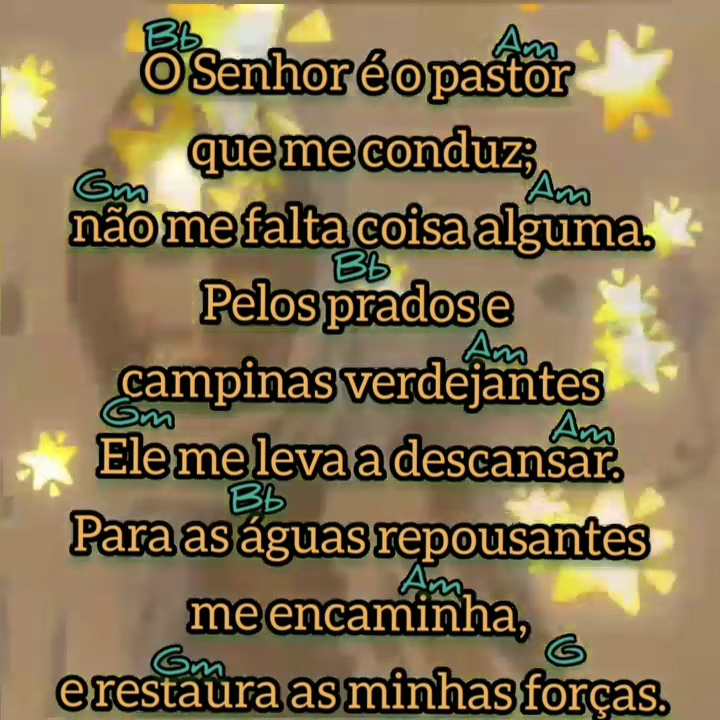 Bb Am
O Senhor é o pastor
que me conduz;
Gm Am
não me falta coisa alguma.
Bb
Pelos prados e
Am
campinas verdejantes
Gm Am
Ele me leva a descansar.
Bb
Para as águas repousantes
Am
me encaminha,
Gm G
e restaura as minhas forças.